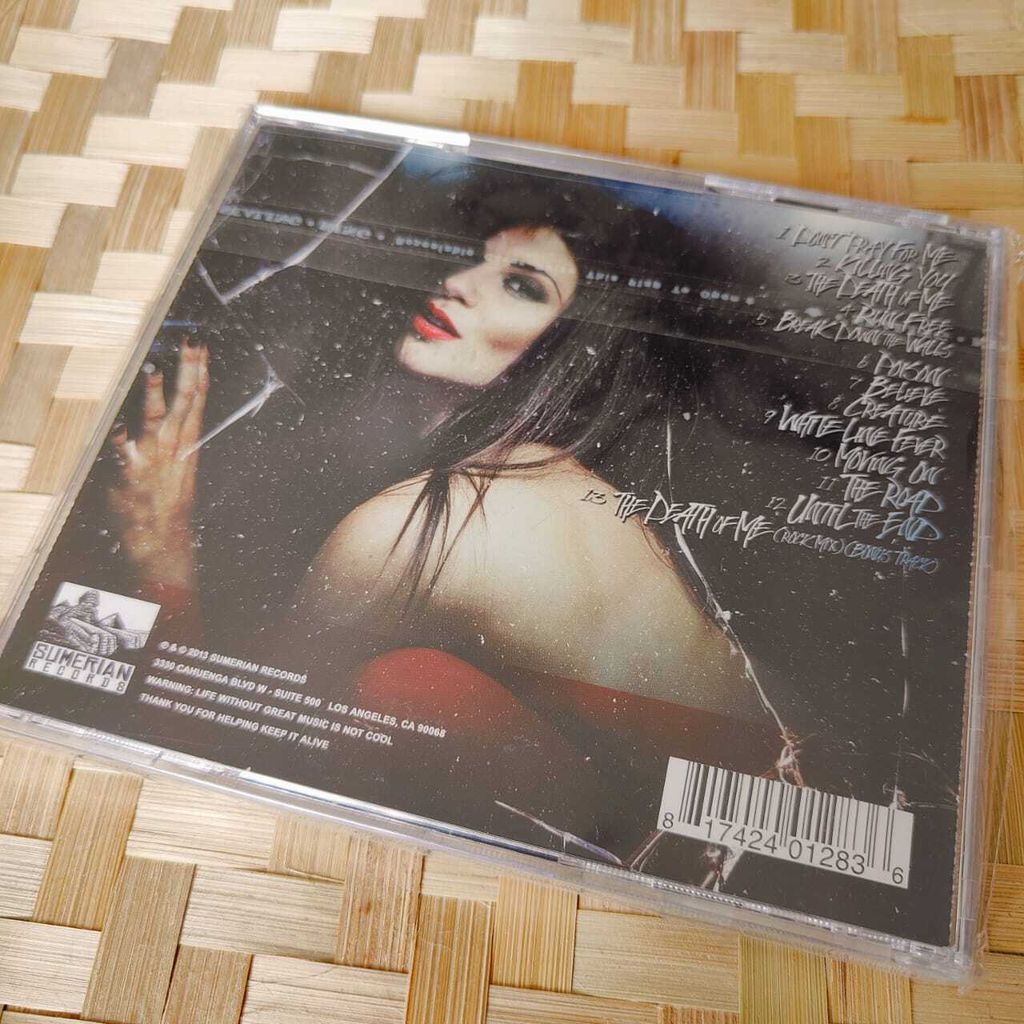 1 DON'T PRAY FOR ME
2 KILLING YOU
3 THE DEATH OF ME
4 RUN FREE
5 BREAK DOWN THE WALLS
6 POISON
7 BELIEVE
8 CREATURE
9 WHITE LINE FEVER
10 MOVING ON
11 THE ROAD
12 UNTIL THE END
13 THE DEATH OF ME (ROCK MIX) (BONUS TRACK)
SUMERIAN
RECORDS
℗ & © 2013 SUMERIAN RECORDS
3330 CAHUENGA BLVD W - SUITE 500 LOS ANGELES, CA 90068
WARNING: LIFE WITHOUT GREAT MUSIC IS NOT COOL
THANK YOU FOR HELPING KEEP IT ALIVE
8 17424 01283 6